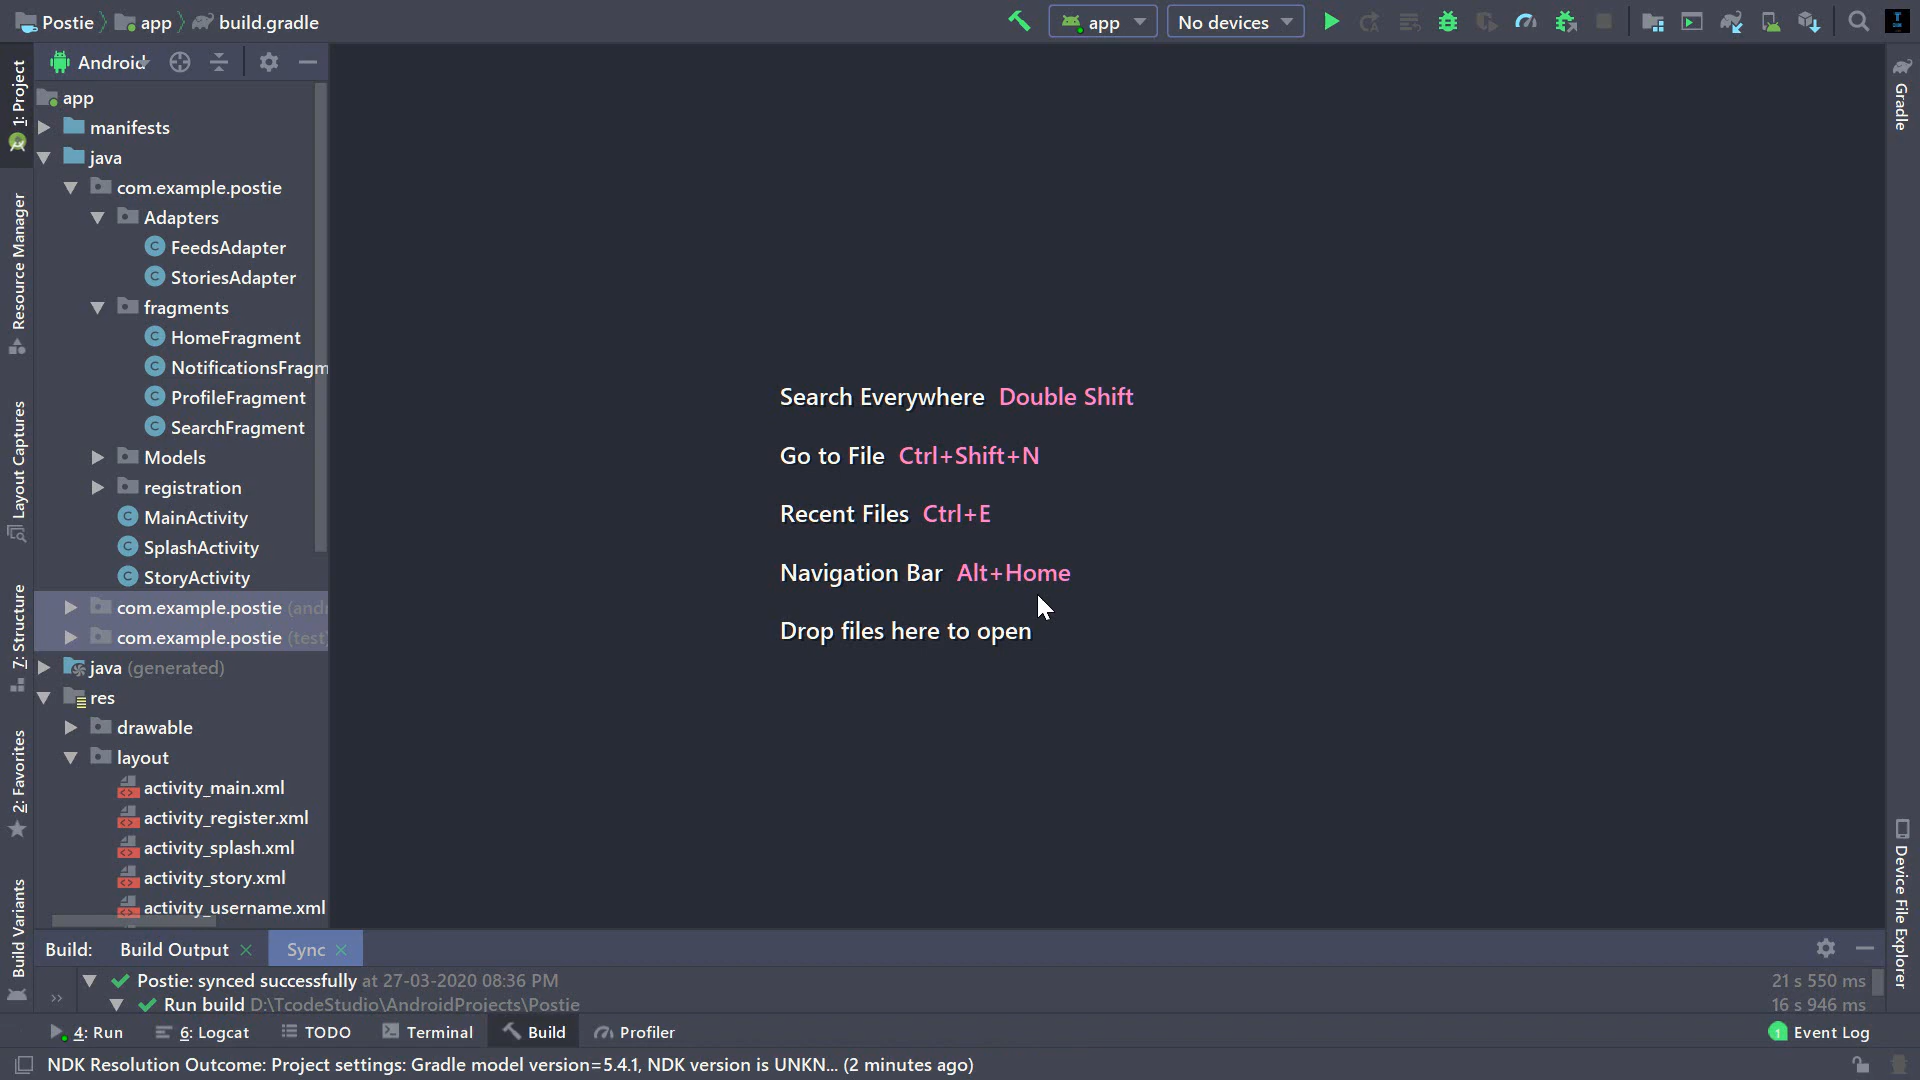 Postie app build.gradle
app No devices
Android
app
manifests
java
com.example.postie
Adapters
FeedsAdapter
StoriesAdapter
fragments
HomeFragment
NotificationsFragm
ProfileFragment
SearchFragment
Models
registration
MainActivity
SplashActivity
StoryActivity
com.example.postie (andr
com.example.postie (test)
java (generated)
res
drawable
layout
activity_main.xml
activity_register.xml
activity_splash.xml
activity_story.xml
activity_username.xml
1: Project
Resource Manager
Layout Captures
7: Structure
2: Favorites
Build Variants
Search Everywhere Double Shift
Go to File Ctrl+Shift+N
Recent Files Ctrl+E
Navigation Bar Alt+Home
Drop files here to open
Gradle
Device File Explorer
Build: Build Output Sync
Postie: synced successfully at 27-03-2020 08:36 PM 21 s 550 ms
Run build D:\TcodeStudio\AndroidProjects\Postie 16 s 946 ms
4: Run 6: Logcat TODO Terminal Build Profiler 1 Event Log
NDK Resolution Outcome: Project settings: Gradle model version=5.4.1, NDK version is UNKN... (2 minutes ago)